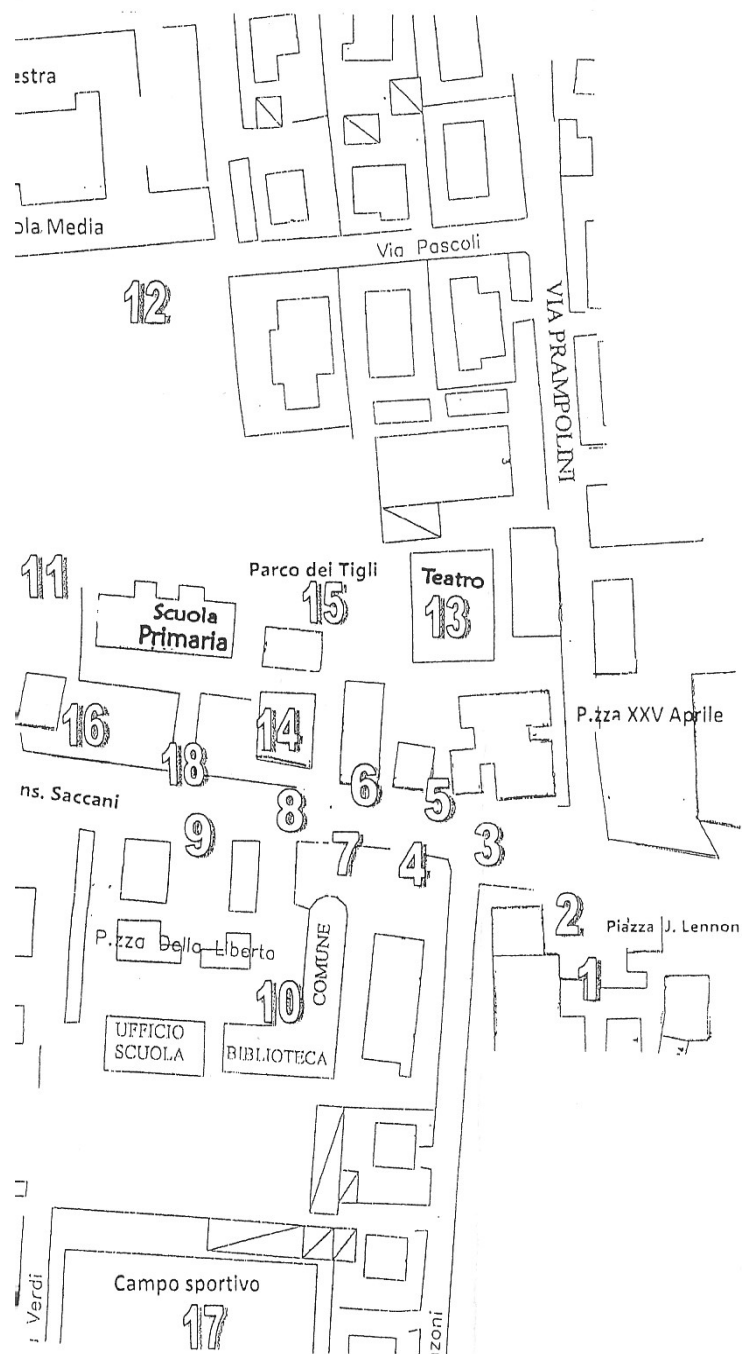 estra
ola Media
Via Pascoli
12
VIA PRAMPOLINI
11
Parco dei Tigli
15
Teatro
13
Scuola
Primaria
16
14
P.zza XXV Aprile
18
6
5
ns. Saccani
8
9
7
4
3
2
Piazza J. Lennon
P.zza Della Liberta
COMUNE
1
10
UFFICIO
SCUOLA
BIBLIOTECA
Campo sportivo
17
Verdi
zoni